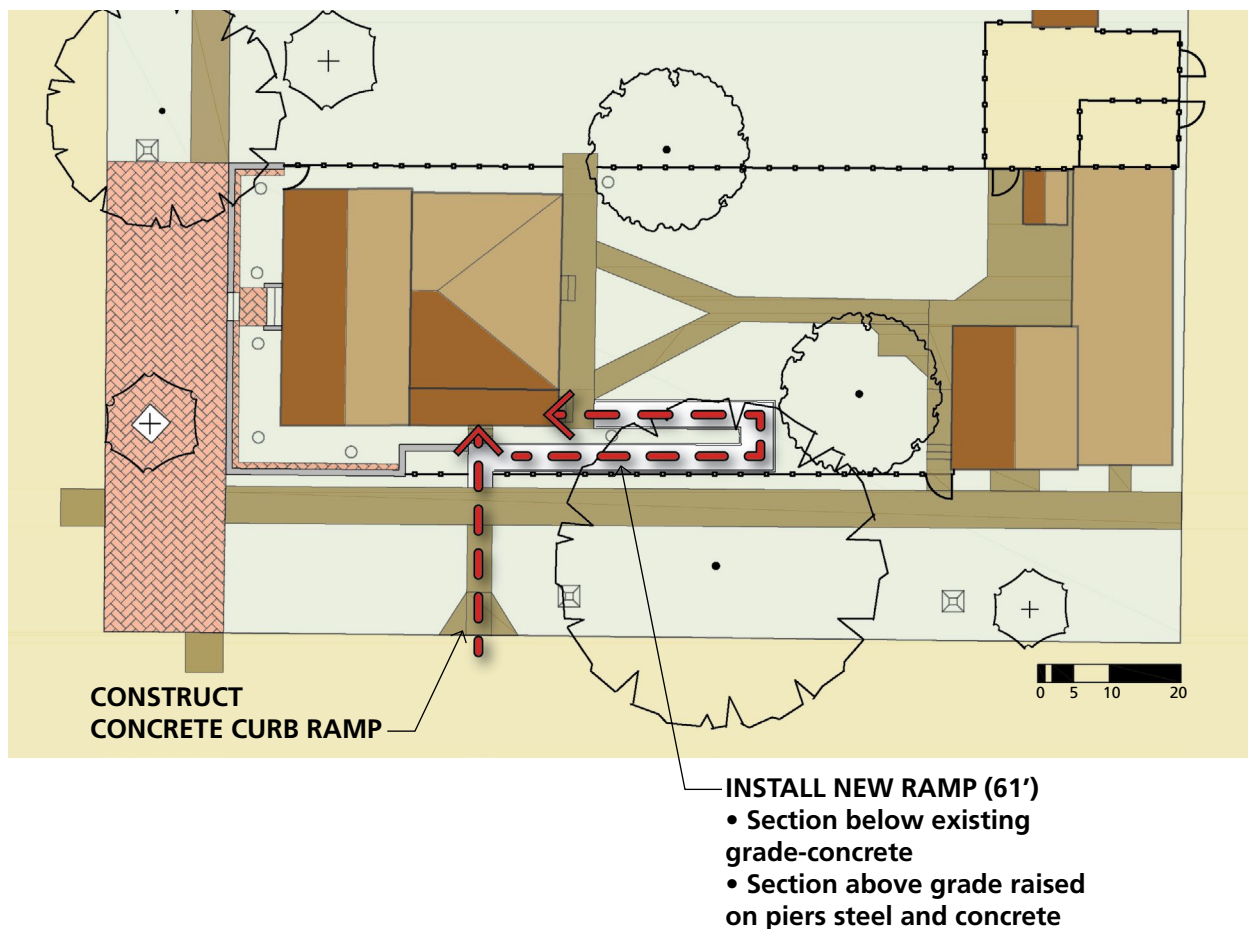 0 5 10 20
CONSTRUCT
CONCRETE CURB RAMP
INSTALL NEW RAMP (61’)
• Section below existing
grade-concrete
• Section above grade raised
on piers steel and concrete